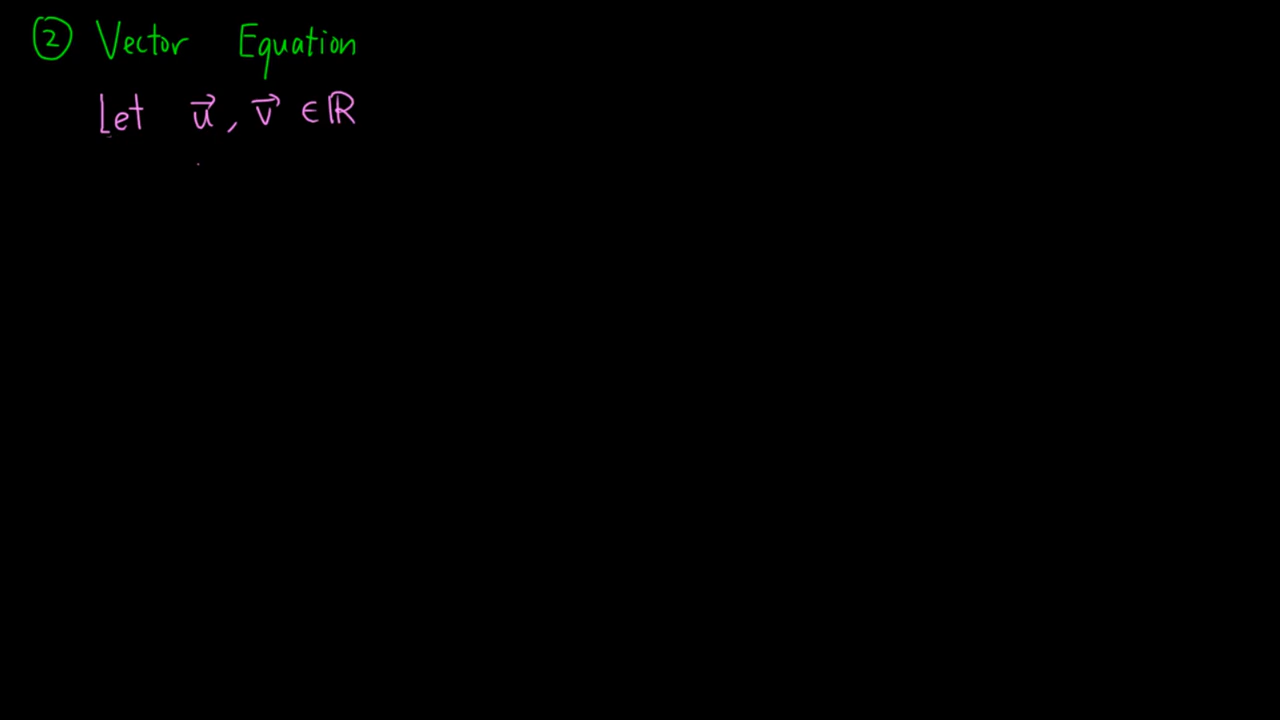 ② Vector Equation
Let u⃗, v⃗ ∈ ℝ